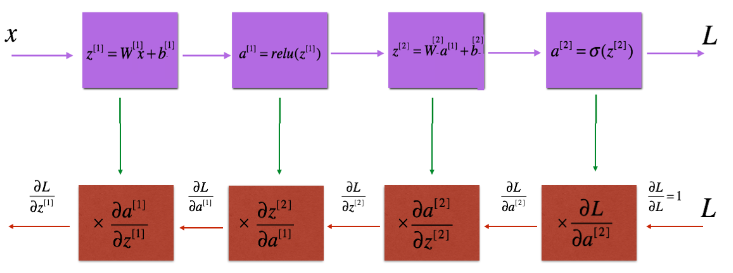 x
z^[1] = W^[1] x + b^[1]
a^[1] = relu(z^[1])
z^[2] = W^[2] a^[1] + b^[2]
a^[2] = σ(z^[2])
L
∂L/∂z^[1]
× ∂a^[1]/∂z^[1]
∂L/∂a^[1]
× ∂z^[2]/∂a^[1]
∂L/∂z^[2]
× ∂a^[2]/∂z^[2]
∂L/∂a^[2]
× ∂L/∂a^[2]
∂L/∂L = 1
L